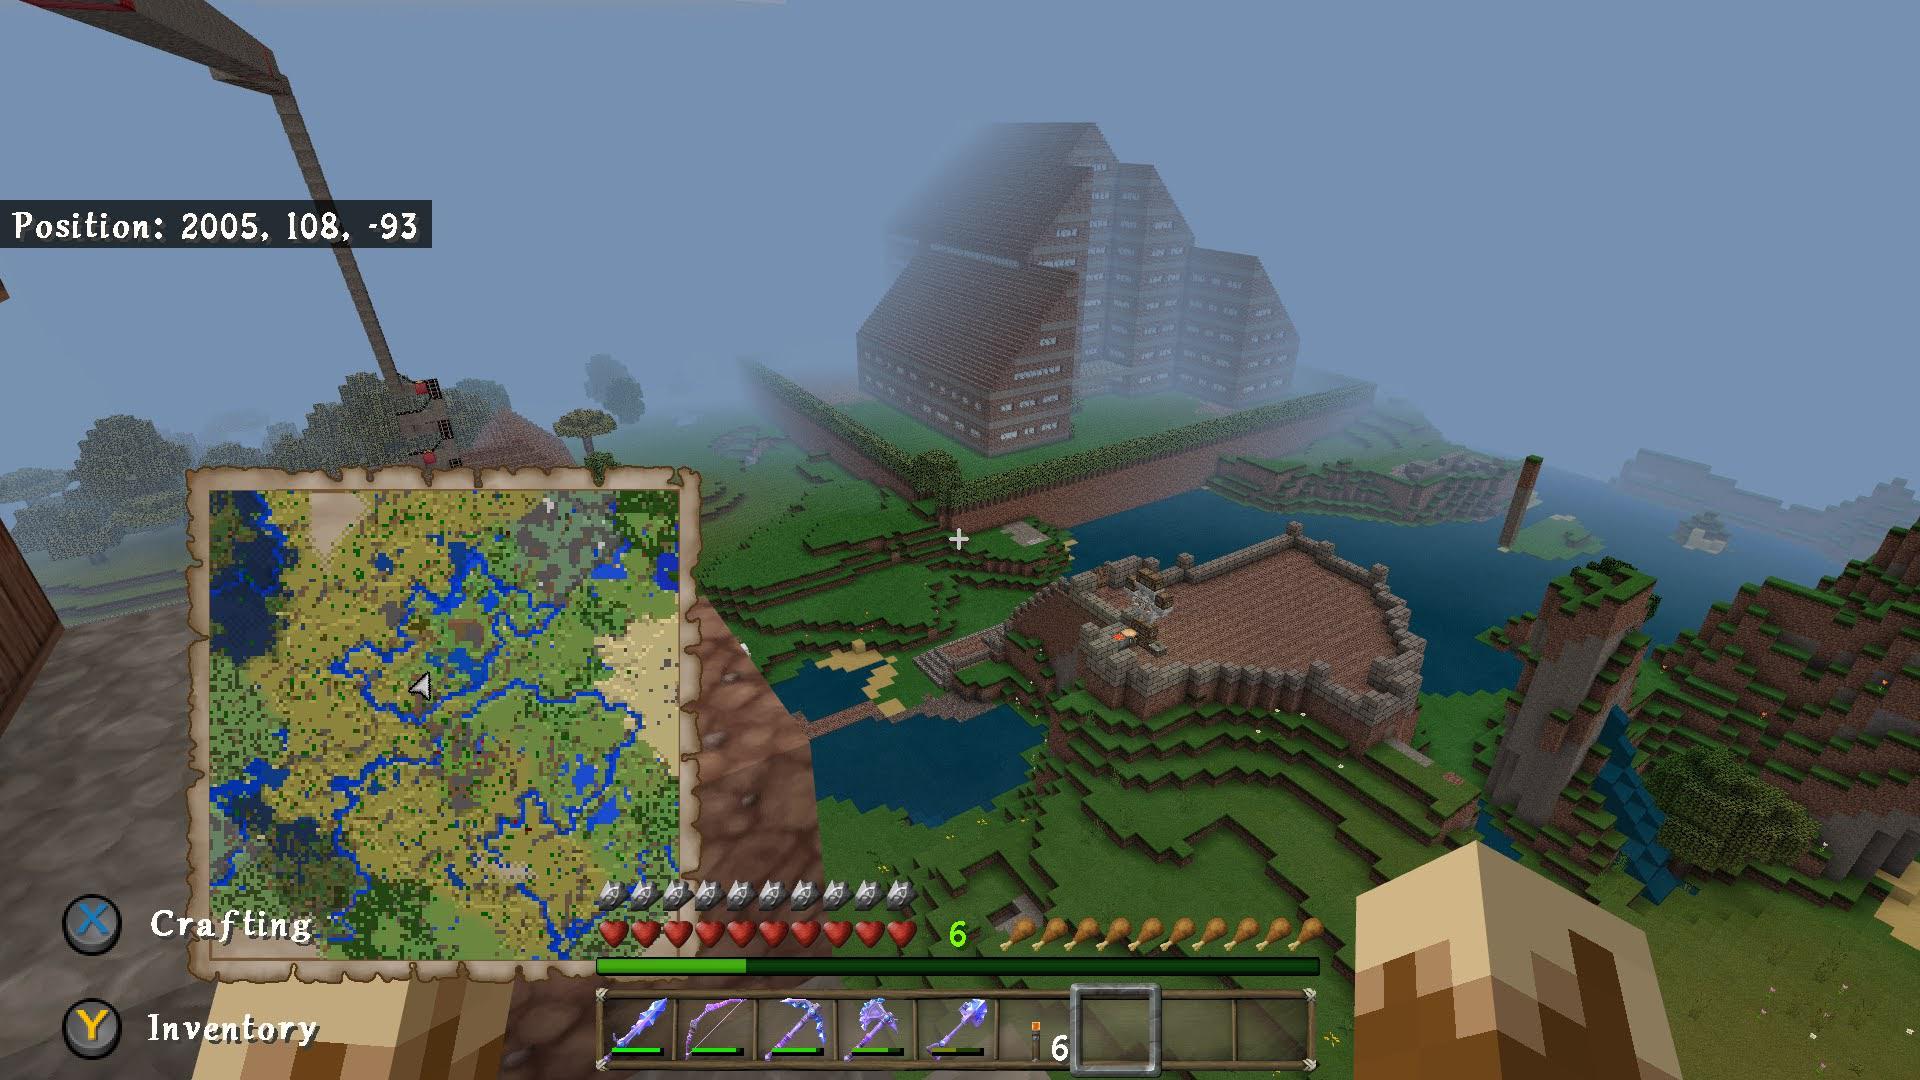 Position: 2005, 108, -93
X Crafting
6
Y Inventory
6